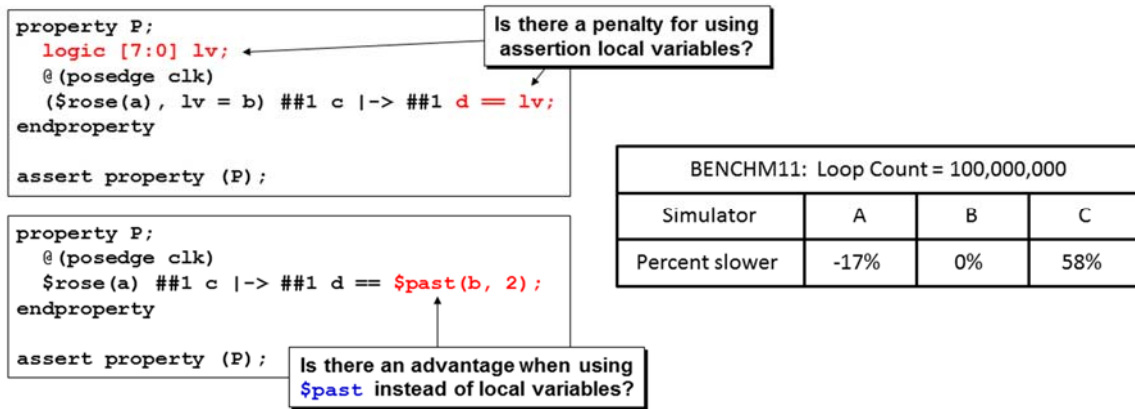 property P;
  logic [7:0] lv;
  @(posedge clk)
  ($rose(a), lv = b) ##1 c |-> ##1 d == lv;
endproperty
assert property (P);
Is there a penalty for using
assertion local variables?
property P;
  @(posedge clk)
  $rose(a) ##1 c |-> ##1 d == $past(b, 2);
endproperty
assert property (P);
Is there an advantage when using
$past instead of local variables?
BENCHM11: Loop Count = 100,000,000
Simulator A B C
Percent slower -17% 0% 58%